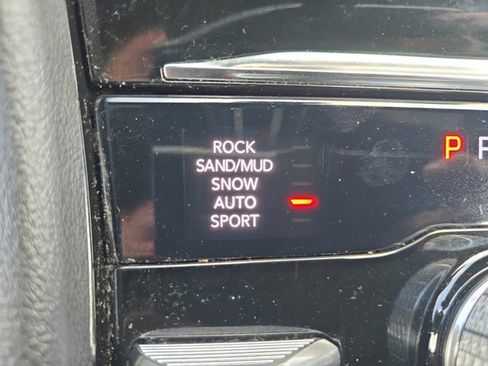 ROCK
SAND/MUD
SNOW
AUTO
SPORT
P R